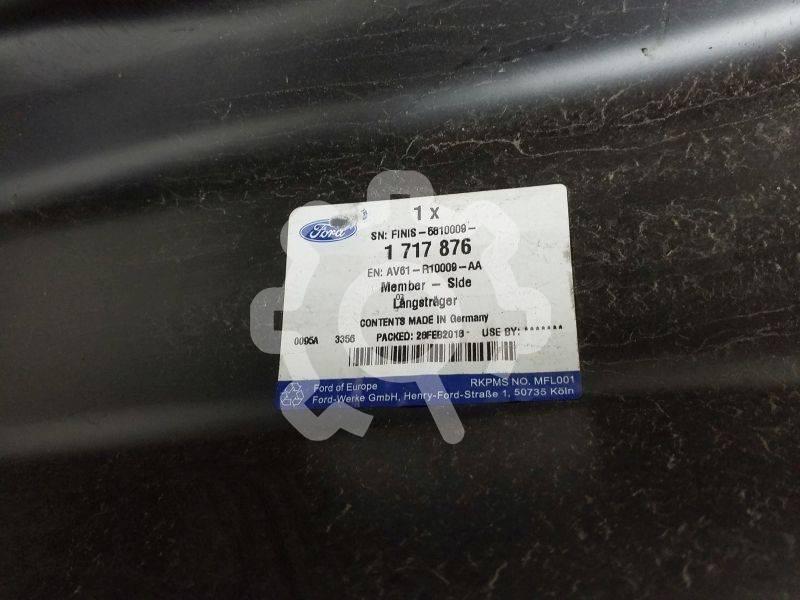 1 x
Ford
SN: FINIS-6810009-
1 717 876
EN: AV61-R10009-AA
Member - Side
Längsträger
CONTENTS MADE IN Germany
0095A 3356 PACKED: 26FEB2018 USE BY: *******
Ford of Europe RKPMS NO. MFL001
Ford-Werke GmbH, Henry-Ford-Straße 1, 50735 Köln